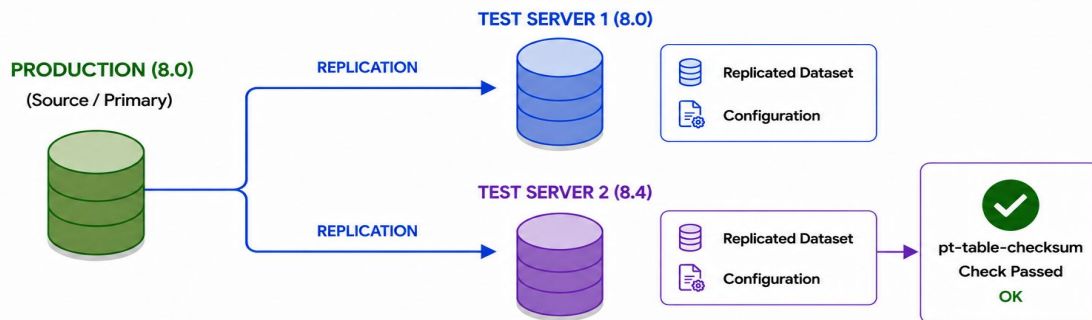 PRODUCTION (8.0)
(Source / Primary)
REPLICATION
TEST SERVER 1 (8.0)
Replicated Dataset
Configuration
REPLICATION
TEST SERVER 2 (8.4)
Replicated Dataset
Configuration
pt-table-checksum
Check Passed
OK